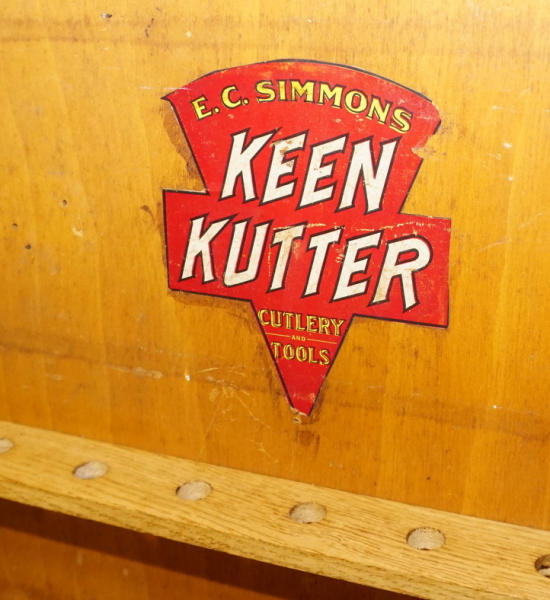 E. C. SIMMONS
KEEN
KUTTER
CUTLERY
AND
TOOLS